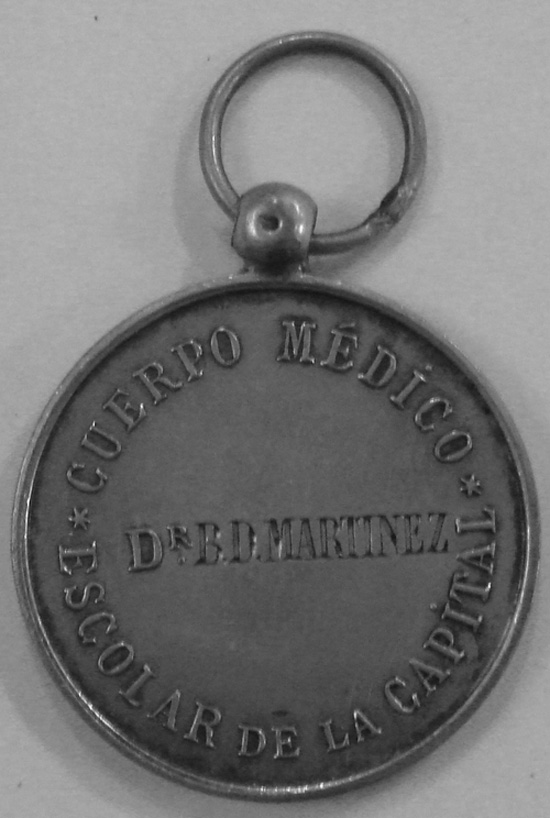 CUERPO MÉDICO
* ESCOLAR DE LA CAPITAL *
DR. B. D. MARTINEZ